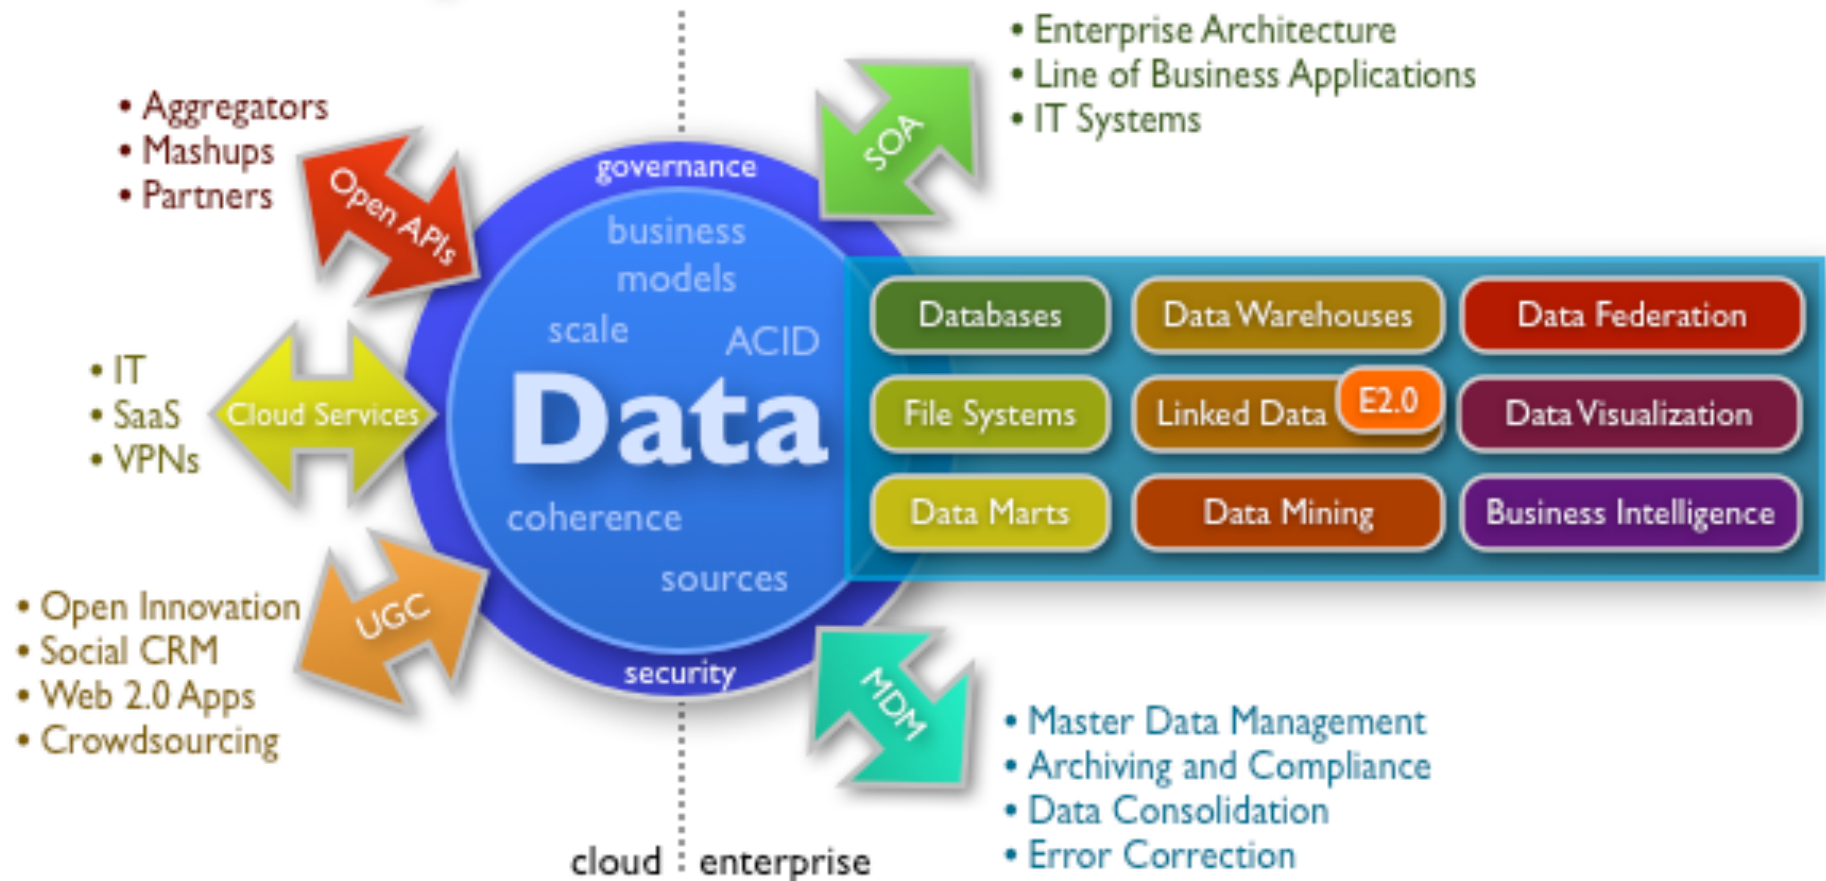 • Enterprise Architecture
• Line of Business Applications
• IT Systems
SOA
• Aggregators
• Mashups
• Partners
Open APIs
governance
business
models
scale
ACID
Data
coherence
sources
security
Databases
Data Warehouses
Data Federation
File Systems
Linked Data
E2.0
Data Visualization
Data Marts
Data Mining
Business Intelligence
• IT
• SaaS
• VPNs
Cloud Services
• Open Innovation
• Social CRM
• Web 2.0 Apps
• Crowdsourcing
UGC
MDM
• Master Data Management
• Archiving and Compliance
• Data Consolidation
• Error Correction
cloud
enterprise